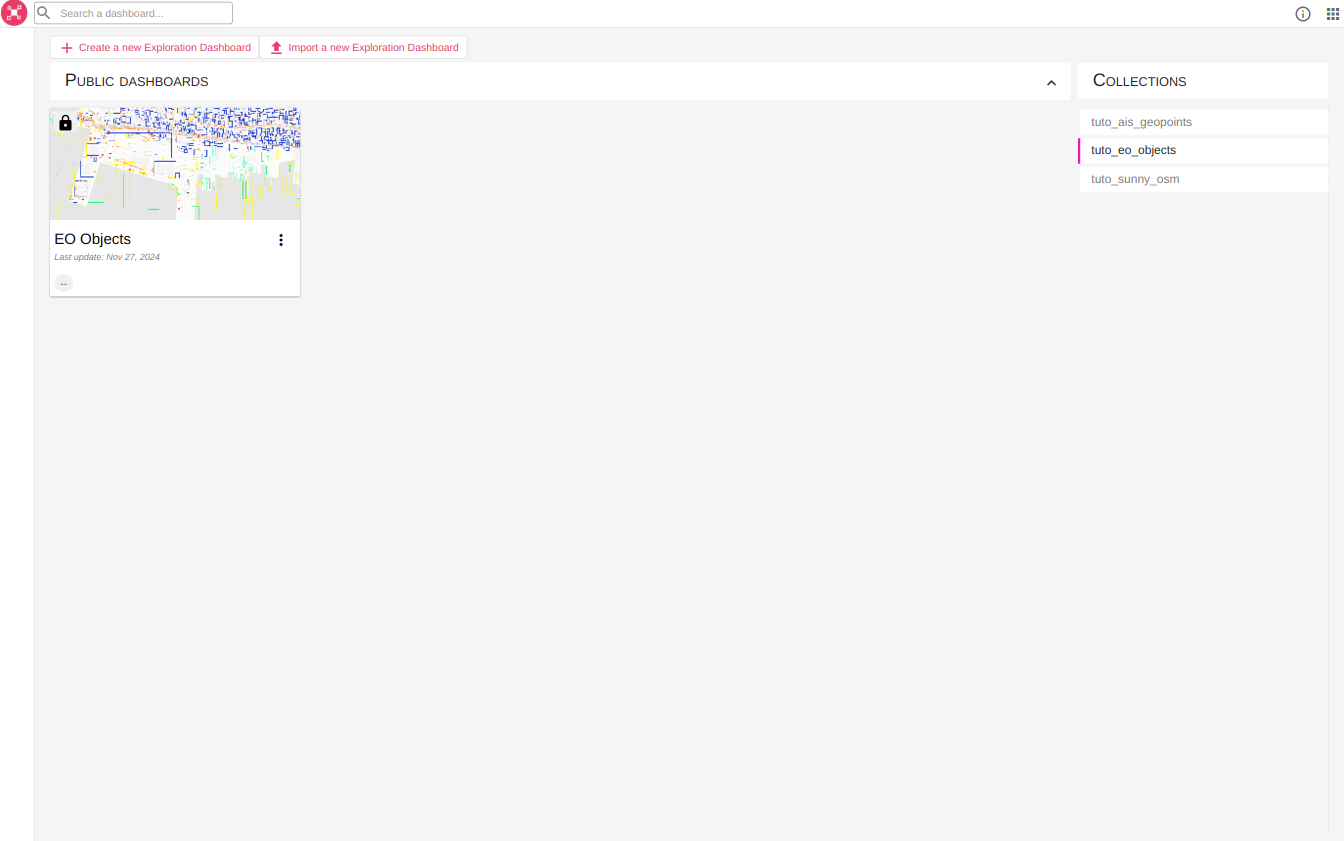 Search a dashboard...
Create a new Exploration Dashboard
Import a new Exploration Dashboard
Public dashboards
Collections
tuto_ais_geopoints
tuto_eo_objects
tuto_sunny_osm
EO Objects
Last update: Nov 27, 2024
--